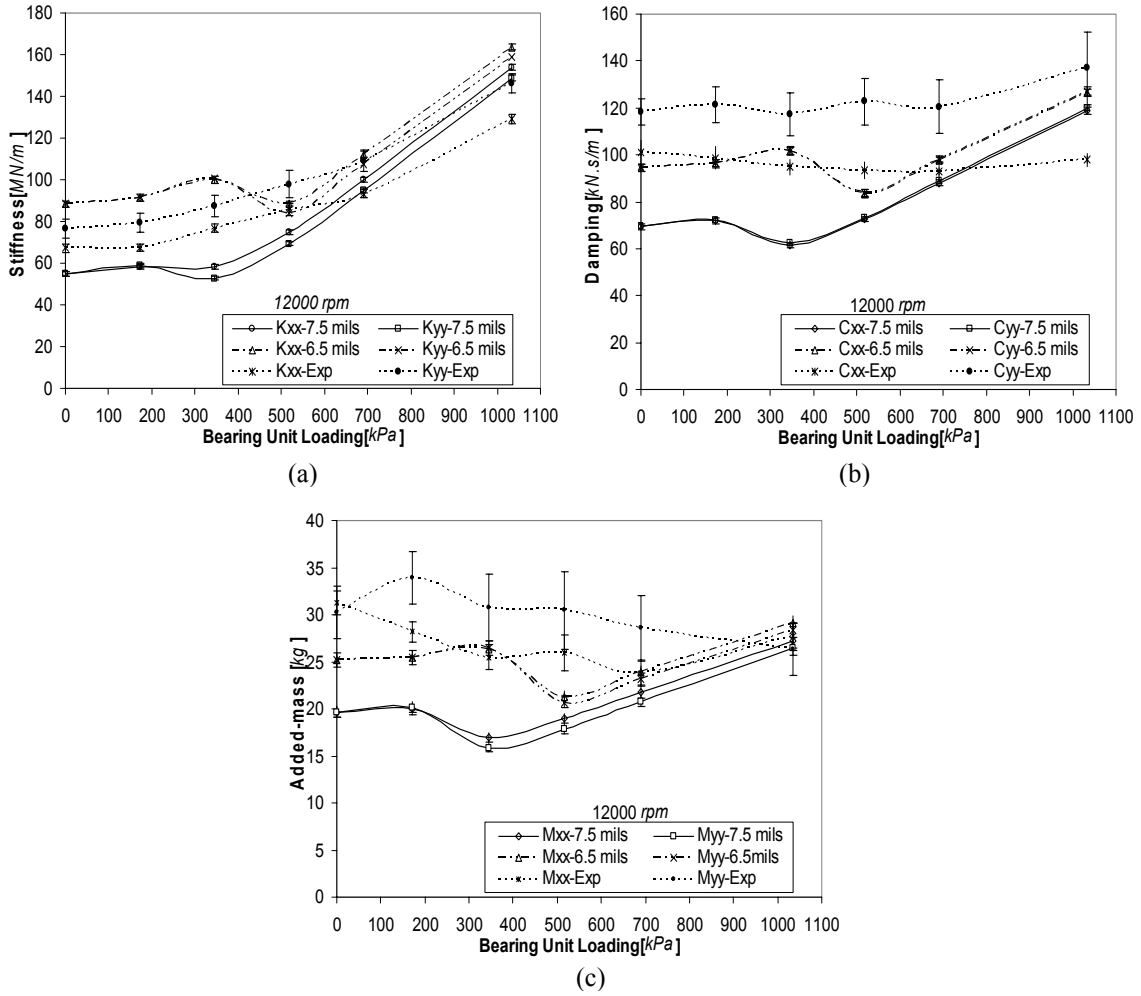 180
160
140
120
100
80
60
40
20
0
Stiffness[MN/m]
12000 rpm
Kxx-7.5 mils Kyy-7.5 mils
Kxx-6.5 mils Kyy-6.5 mils
Kxx-Exp Kyy-Exp
0 100 200 300 400 500 600 700 800 900 1000 1100
Bearing Unit Loading[kPa]
(a)
160
140
120
100
80
60
40
20
0
Damping[kN.s/m]
12000 rpm
Cxx-7.5 mils Cyy-7.5 mils
Cxx-6.5 mils Cyy-6.5 mils
Cxx-Exp Cyy-Exp
0 100 200 300 400 500 600 700 800 900 1000 1100
Bearing Unit Loading[kPa]
(b)
40
35
30
25
20
15
10
5
0
Added-mass [kg]
12000 rpm
Mxx-7.5 mils Myy-7.5 mils
Mxx-6.5 mils Myy-6.5mils
Mxx-Exp Myy-Exp
0 100 200 300 400 500 600 700 800 900 1000 1100
Bearing Unit Loading[kPa]
(c)